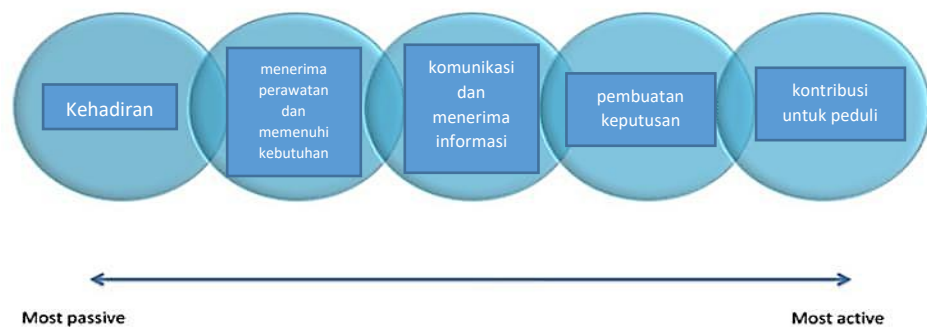 Kehadiran
menerima
perawatan
dan
memenuhi
kebutuhan
komunikasi
dan
menerima
informasi
pembuatan
keputusan
kontribusi
untuk peduli
Most passive
Most active